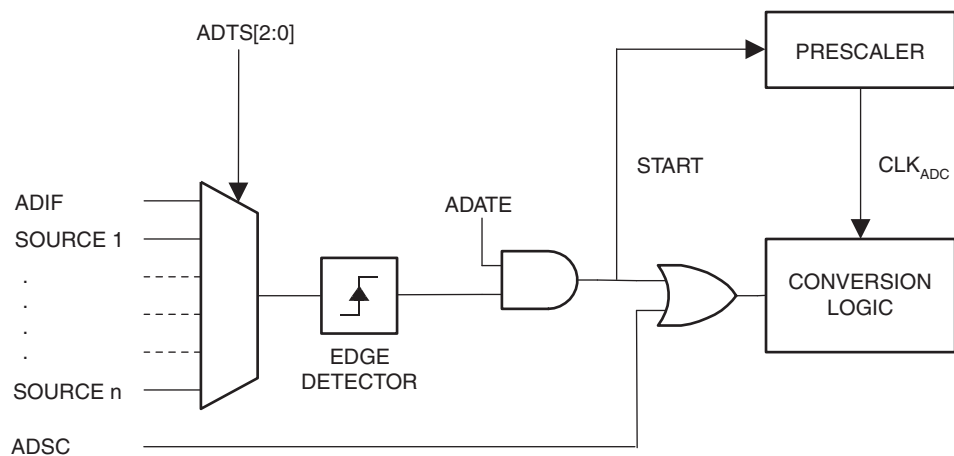 ADTS[2:0]
PRESCALER
START
CLKADC
ADIF
ADATE
SOURCE 1
.
.
.
.
CONVERSION
LOGIC
EDGE
DETECTOR
SOURCE n
ADSC